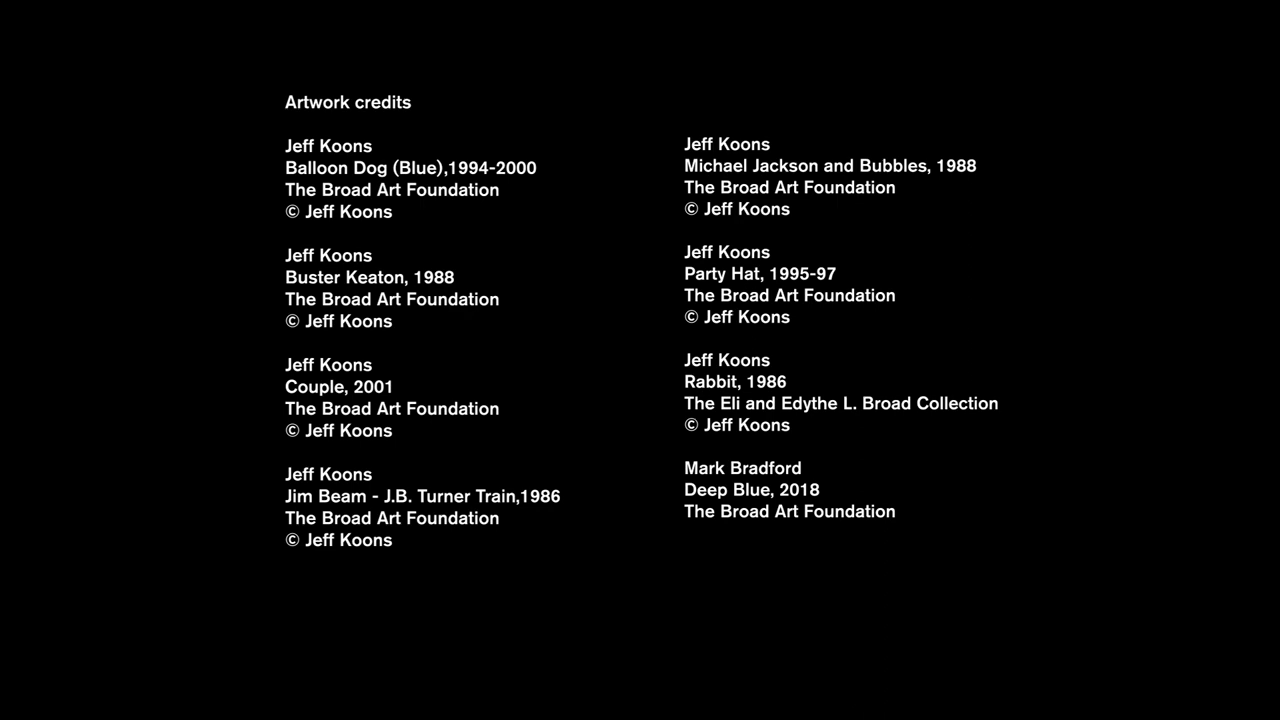 Artwork credits
Jeff Koons
Balloon Dog (Blue),1994-2000
The Broad Art Foundation
© Jeff Koons
Buster Keaton, 1988
The Broad Art Foundation
© Jeff Koons
Jeff Koons
Couple, 2001
The Broad Art Foundation
© Jeff Koons
Jeff Koons
Jim Beam - J.B. Turner Train,1986
The Broad Art Foundation
© Jeff Koons
Jeff Koons
Michael Jackson and Bubbles, 1988
The Broad Art Foundation
© Jeff Koons
Jeff Koons
Party Hat, 1995-97
The Broad Art Foundation
© Jeff Koons
Jeff Koons
Rabbit, 1986
The Eli and Edythe L. Broad Collection
© Jeff Koons
Mark Bradford
Deep Blue, 2018
The Broad Art Foundation